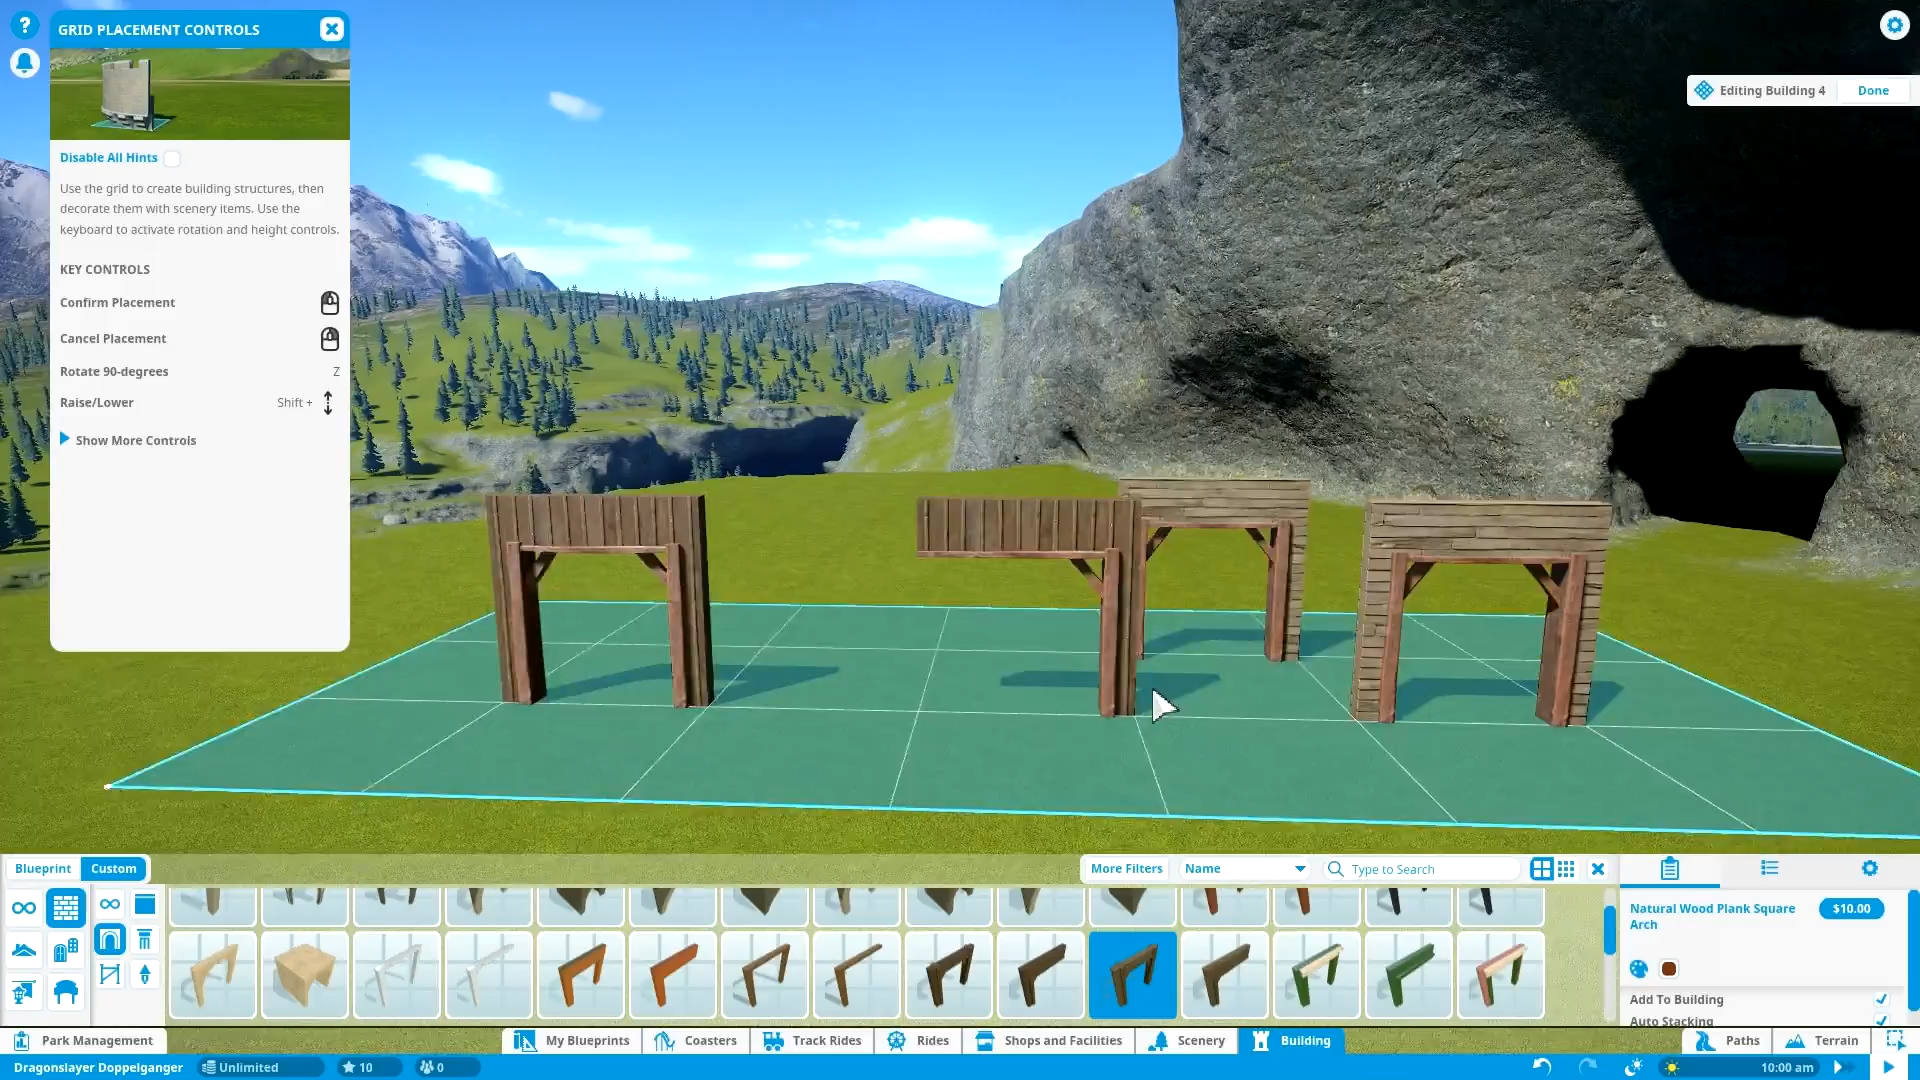 ?
GRID PLACEMENT CONTROLS
Disable All Hints
Use the grid to create building structures, then
decorate them with scenery items. Use the
keyboard to activate rotation and height controls.
KEY CONTROLS
Confirm Placement
Cancel Placement
Rotate 90-degrees Z
Raise/Lower Shift +
Show More Controls
Editing Building 4 Done
Blueprint Custom
More Filters Name Type to Search
Natural Wood Plank Square
Arch
$10.00
Add To Building
Auto Stacking
Park Management My Blueprints Coasters Track Rides Rides Shops and Facilities Scenery Building Paths Terrain
Dragonslayer Doppelganger Unlimited 10 0 10:00 am